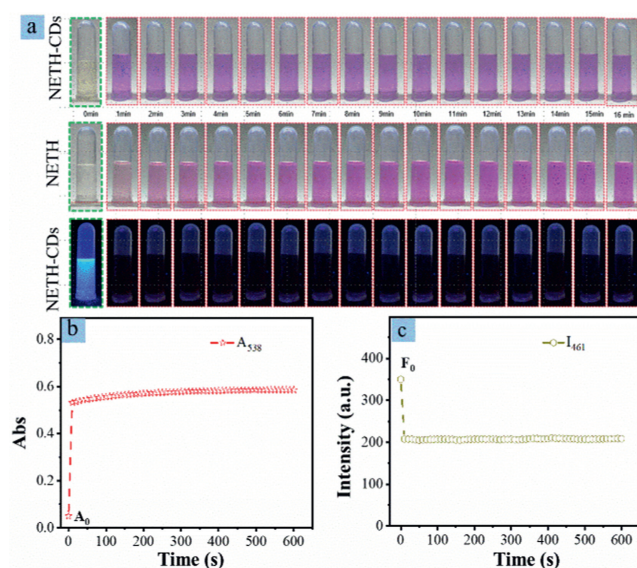 a
NETH-CDs
0min 1min 2min 3min 4min 5min 6min 7min 8min 9min 10min 11min 12min 13min 14min 15min 16 min
NETH
NETH-CDs
b
A538
0.8
0.6
0.4
0.2
0.0
Abs
A0
0 100 200 300 400 500 600
Time (s)
c
I461
F0
400
300
200
100
0
Intensity (a.u.)
0 100 200 300 400 500 600
Time (s)